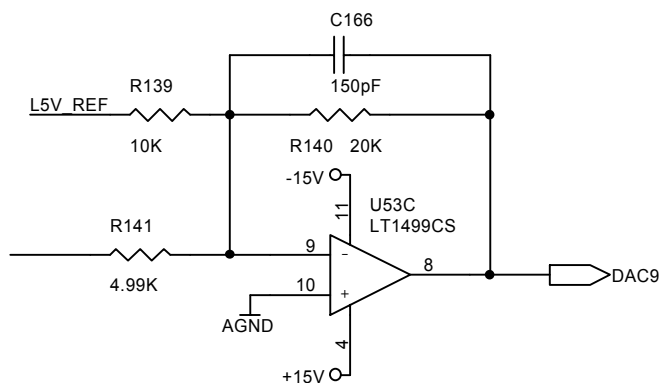 C166
150pF
R139
L5V_REF
10K
R140 20K
-15V
U53C
LT1499CS
11
R141
4.99K
9
-
8
DAC9
10
+
AGND
4
+15V